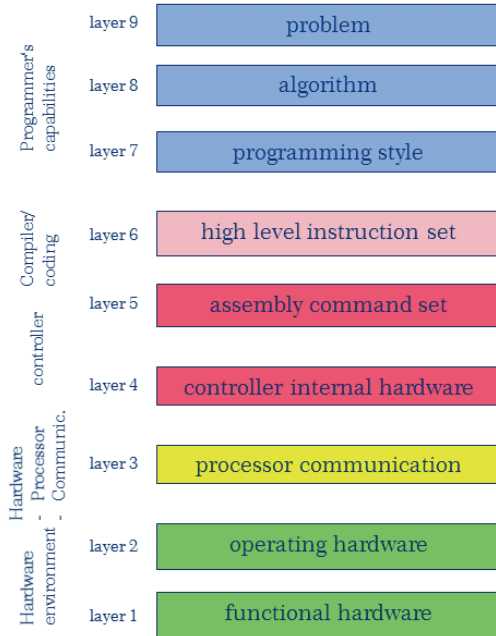 Programmer's
capabilities
layer 9 problem
layer 8 algorithm
layer 7 programming style
Compiler/
coding
layer 6 high level instruction set
controller
layer 5 assembly command set
layer 4 controller internal hardware
Hardware
- Processor
- Communic.
layer 3 processor communication
Hardware
environment
layer 2 operating hardware
layer 1 functional hardware